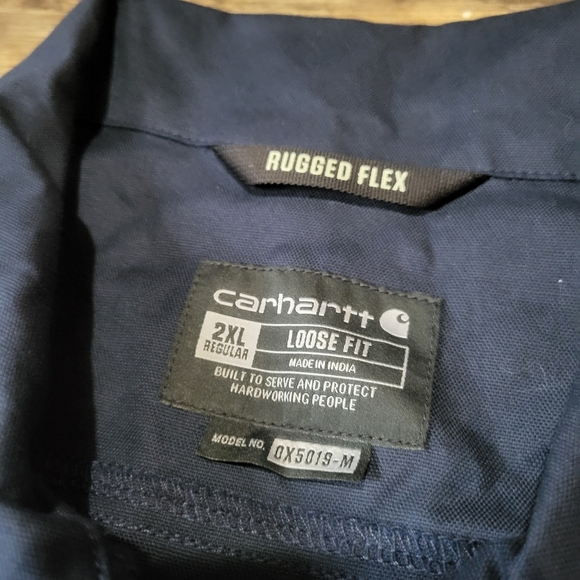 RUGGED FLEX
carhartt
2XL
REGULAR
LOOSE FIT
MADE IN INDIA
BUILT TO SERVE AND PROTECT
HARDWORKING PEOPLE
MODEL NO. OX5019-M